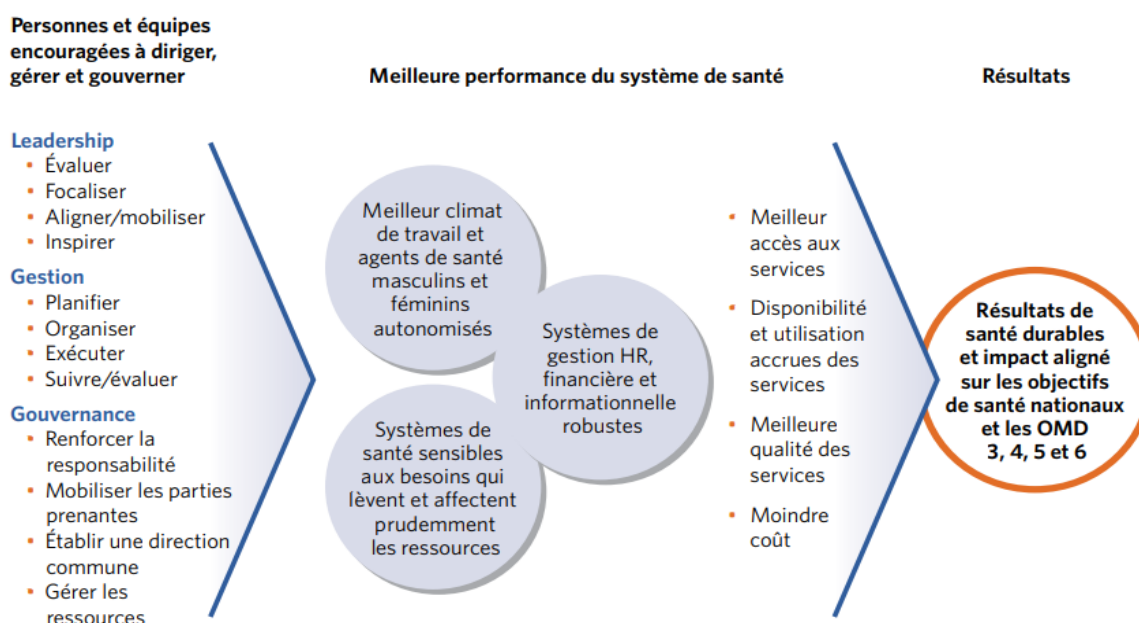 Personnes et équipes
encouragées à diriger,
gérer et gouverner
Meilleure performance du système de santé
Résultats
Leadership
• Évaluer
• Focaliser
• Aligner/mobiliser
• Inspirer
Gestion
• Planifier
• Organiser
• Exécuter
• Suivre/évaluer
Gouvernance
• Renforcer la
responsabilité
• Mobiliser les parties
prenantes
• Établir une direction
commune
• Gérer les
ressources
Meilleur climat
de travail et
agents de santé
masculins et
féminins
autonomisés
Systèmes de
gestion HR,
financière et
informationnelle
robustes
Systèmes de
santé sensibles
aux besoins qui
lèvent et affectent
prudemment
les ressources
• Meilleur
accès aux
services
• Disponibilité
et utilisation
accrues des
services
• Meilleure
qualité des
services
• Moindre
coût
Résultats de
santé durables
et impact aligné
sur les objectifs
de santé nationaux
et les OMD
3, 4, 5 et 6